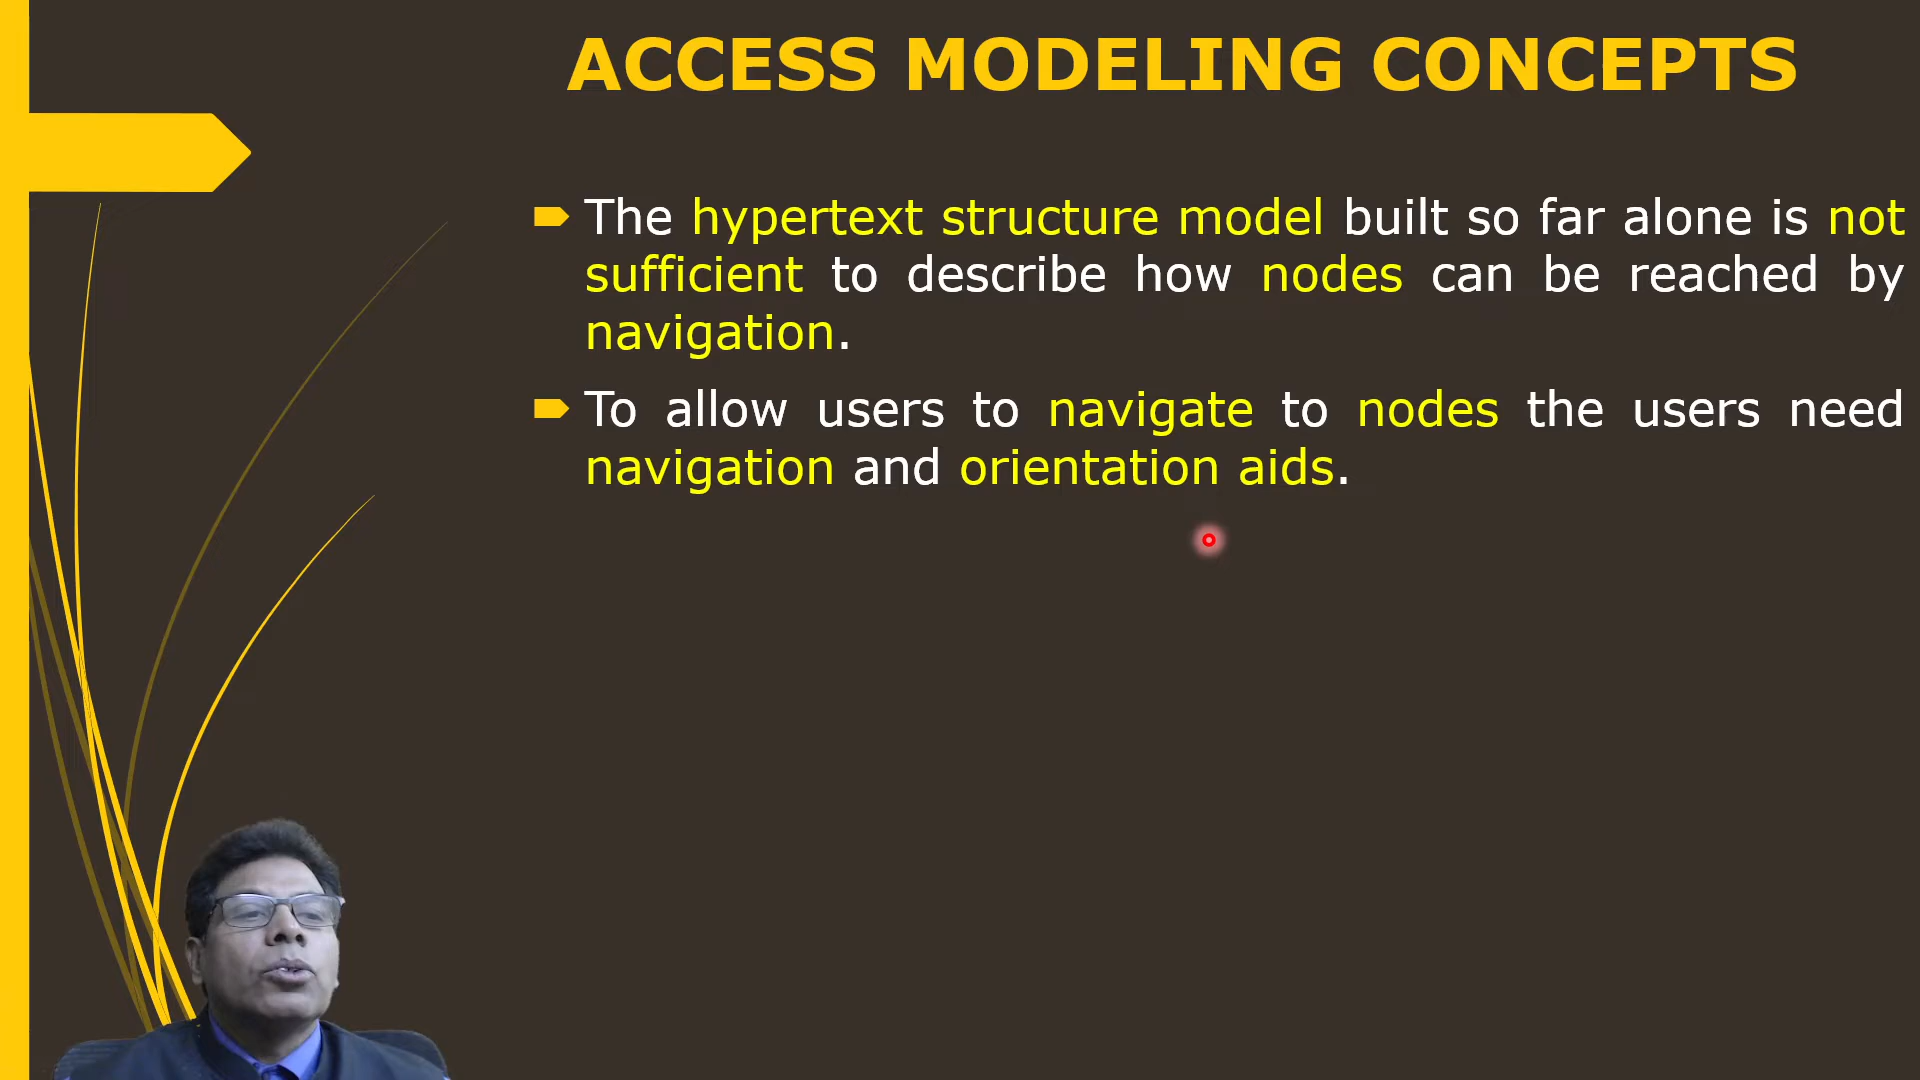 ACCESS MODELING CONCEPTS
The hypertext structure model built so far alone is not
sufficient to describe how nodes can be reached by
navigation.
To allow users to navigate to nodes the users need
navigation and orientation aids.